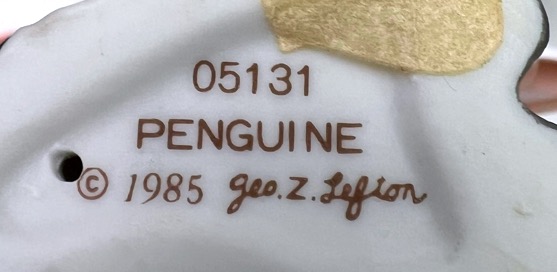 05131
PENGUINE
© 1985 Geo. Z. Lefton